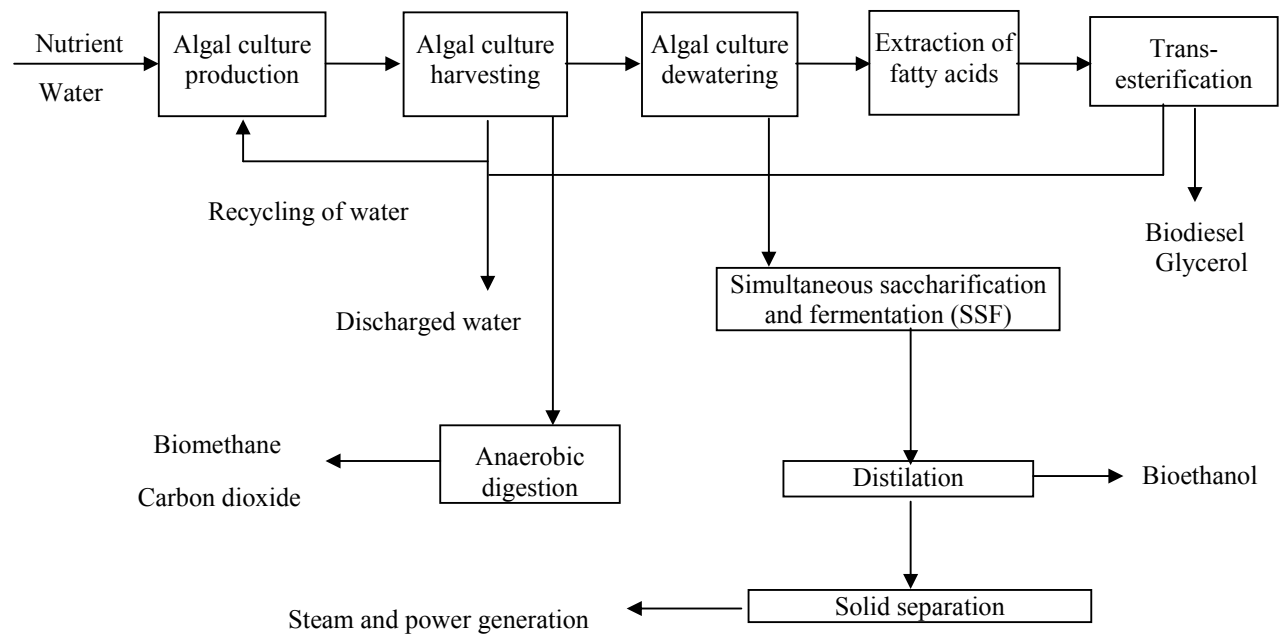 Nutrient
Water
Algal culture
production
Algal culture
harvesting
Algal culture
dewatering
Extraction of
fatty acids
Trans-
esterification
Recycling of water
Discharged water
Biodiesel
Glycerol
Simultaneous saccharification
and fermentation (SSF)
Biomethane
Carbon dioxide
Anaerobic
digestion
Distilation
Bioethanol
Steam and power generation
Solid separation